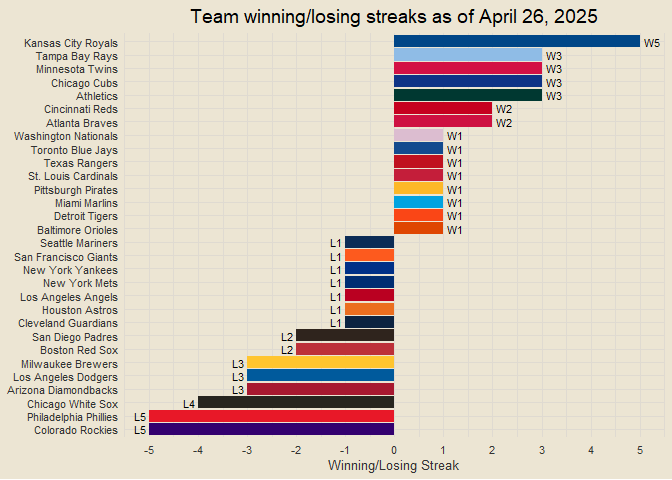 Team winning/losing streaks as of April 26, 2025
Kansas City Royals W5
Tampa Bay Rays W3
Minnesota Twins W3
Chicago Cubs W3
Athletics W3
Cincinnati Reds W2
Atlanta Braves W2
Washington Nationals W1
Toronto Blue Jays W1
Texas Rangers W1
St. Louis Cardinals W1
Pittsburgh Pirates W1
Miami Marlins W1
Detroit Tigers W1
Baltimore Orioles W1
Seattle Mariners L1
San Francisco Giants L1
New York Yankees L1
New York Mets L1
Los Angeles Angels L1
Houston Astros L1
Cleveland Guardians L1
San Diego Padres L2
Boston Red Sox L2
Milwaukee Brewers L3
Los Angeles Dodgers L3
Arizona Diamondbacks L3
Chicago White Sox L4
Philadelphia Phillies L5
Colorado Rockies L5
-5 -4 -3 -2 -1 0 1 2 3 4 5
Winning/Losing Streak